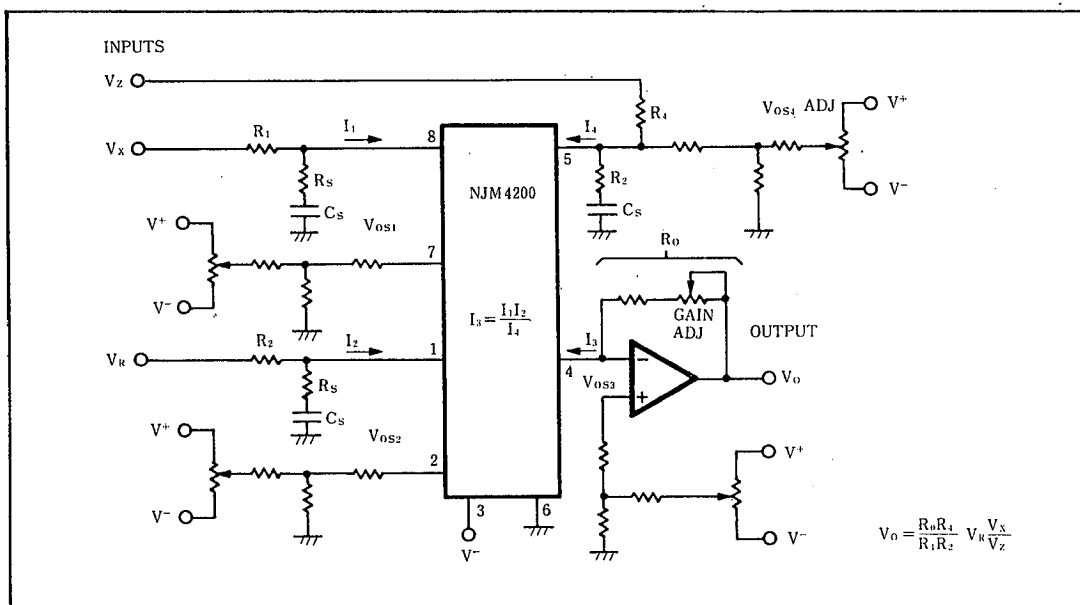 INPUTS
Vz
Vx
R₁
I₁
8
Rs
Cs
V⁺
V⁻
Vos₁
7
VR
R₂
I₂
1
Rs
Cs
V⁺
V⁻
Vos₂
2
NJM4200
I₃=I₁I₂/I₄
3
V⁻
6
R₄
I₄
5
R₂
Cs
Vos₄ ADJ
V⁺
V⁻
R₀
GAIN
ADJ
OUTPUT
I₃
4
−
+
Vos₃
Vo
V⁺
V⁻
Vo=R₀R₄/R₁R₂ VR Vx/Vz